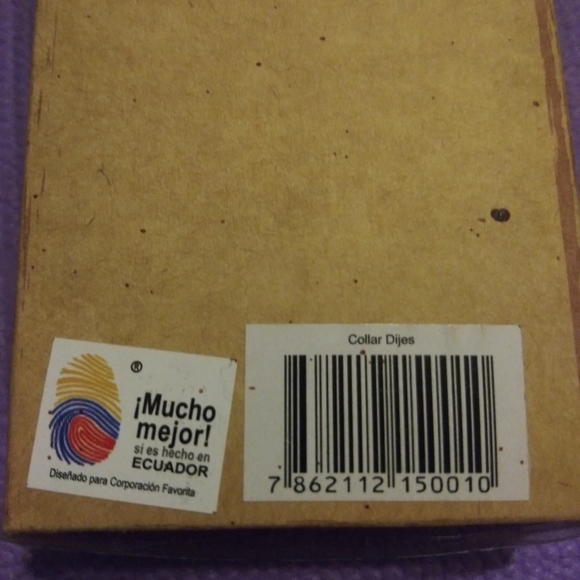 Collar Dijes
7 862112 150010
®
¡Mucho
mejor!
si es hecho en
ECUADOR
Diseñado para Corporación Favorita